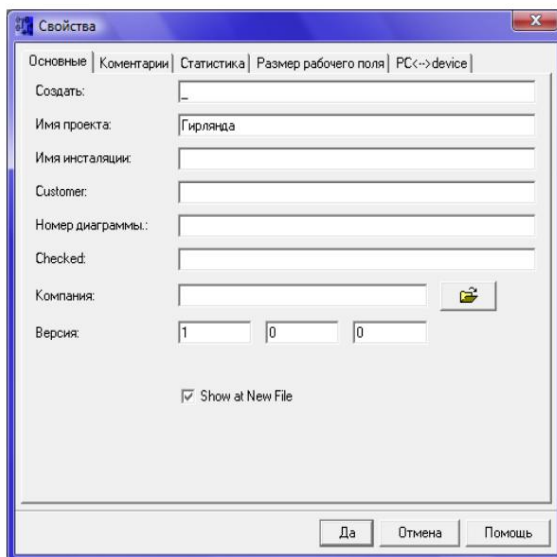 Свойства
Основные Коментарии Статистика Размер рабочего поля PC<-->device
Создать: _
Имя проекта: Гирлянда
Имя инсталяции:
Customer:
Номер диаграммы.:
Checked:
Компания:
Версия: 1 0 0
Show at New File
Да Отмена Помощь